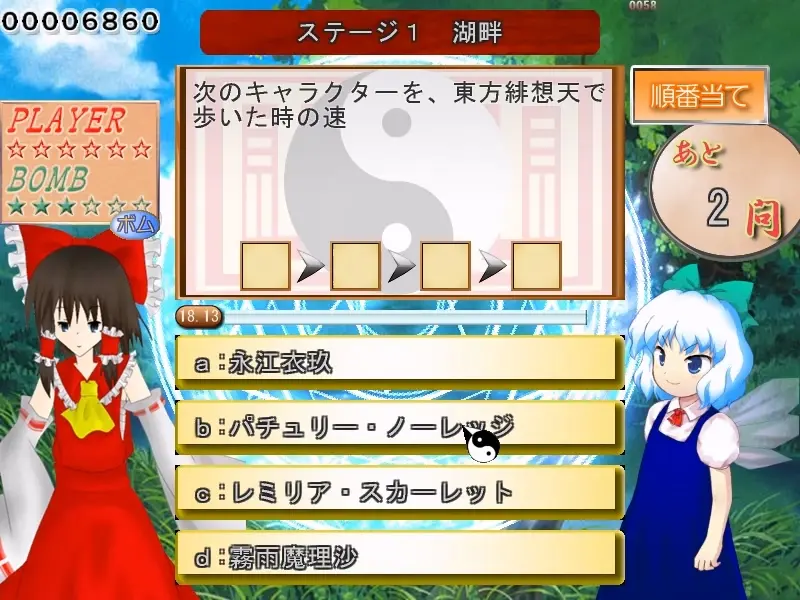 00006860
0058
ステージ１　湖畔
次のキャラクターを、東方緋想天で
歩いた時の速
順番当て
PLAYER
☆☆☆☆☆☆
BOMB
★★★☆☆☆
ボム
あと
2問
18.13
a:永江衣玖
b:パチュリー・ノーレッジ
c:レミリア・スカーレット
d:霧雨魔理沙